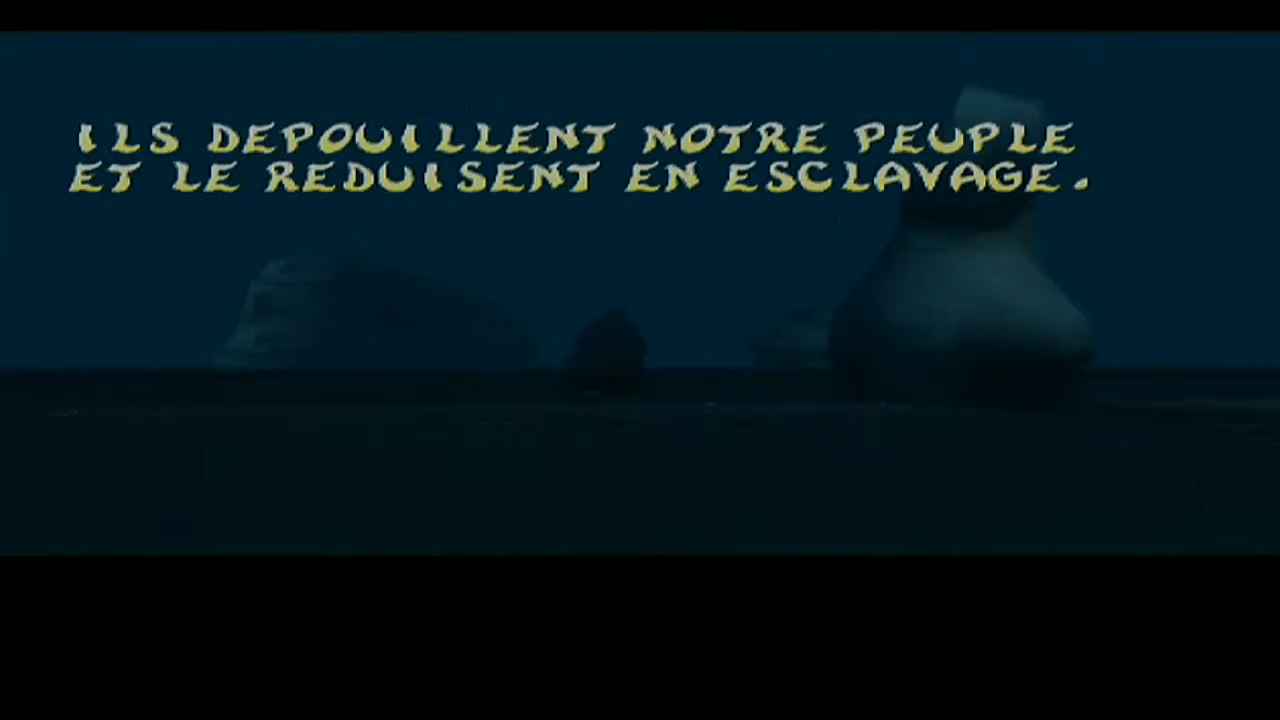 ILS DEPOUILLENT NOTRE PEUPLE
ET LE REDUISENT EN ESCLAVAGE.